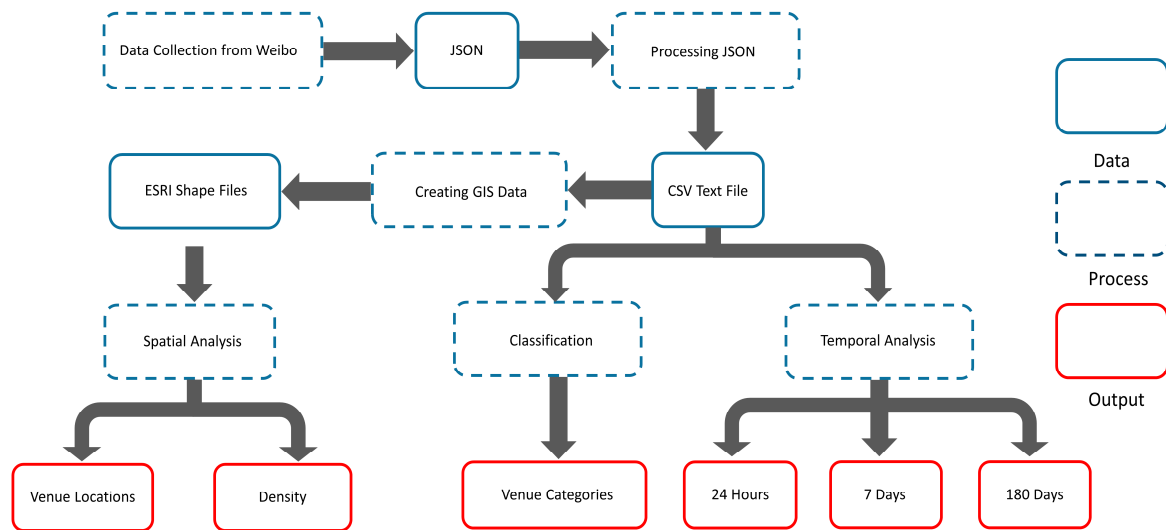 Data Collection from Weibo
JSON
Processing JSON
ESRI Shape Files
Creating GIS Data
CSV Text File
Data
Process
Spatial Analysis
Classification
Temporal Analysis
Output
Venue Locations
Density
Venue Categories
24 Hours
7 Days
180 Days